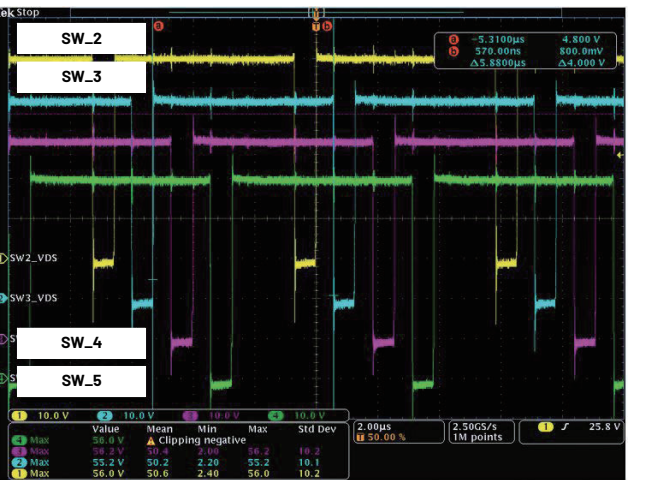 ek Stop
SW_2
SW_3
a
b
a -5.3100µs 4.800 V
b 570.00ns 800.0mV
Δ5.8800µs Δ4.000 V
SW2_VDS
SW3_VDS
SW_4
SW_5
1 10.0 V 2 10.0 V 3 10.0 V 4 10.0 V
Value Mean Min Max Std Dev
4 Max 56.0 V Clipping negative
3 Max 56.2 V 50.4 2.00 56.2 10.2
2 Max 55.2 V 50.2 2.20 55.2 10.1
1 Max 56.0 V 50.6 2.40 56.0 10.2
2.00µs
T 50.00 %
2.50GS/s
1M points
1 25.8 V